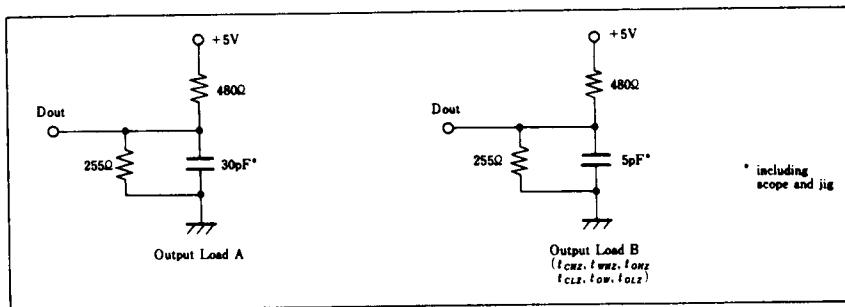 +5V
480Ω
Dout
255Ω
30pF*
Output Load A
+5V
480Ω
Dout
255Ω
5pF*
* including
scope and jig
Output Load B
(tCHZ, tWHZ, tOHZ
tCLZ, tOW, tOLZ)